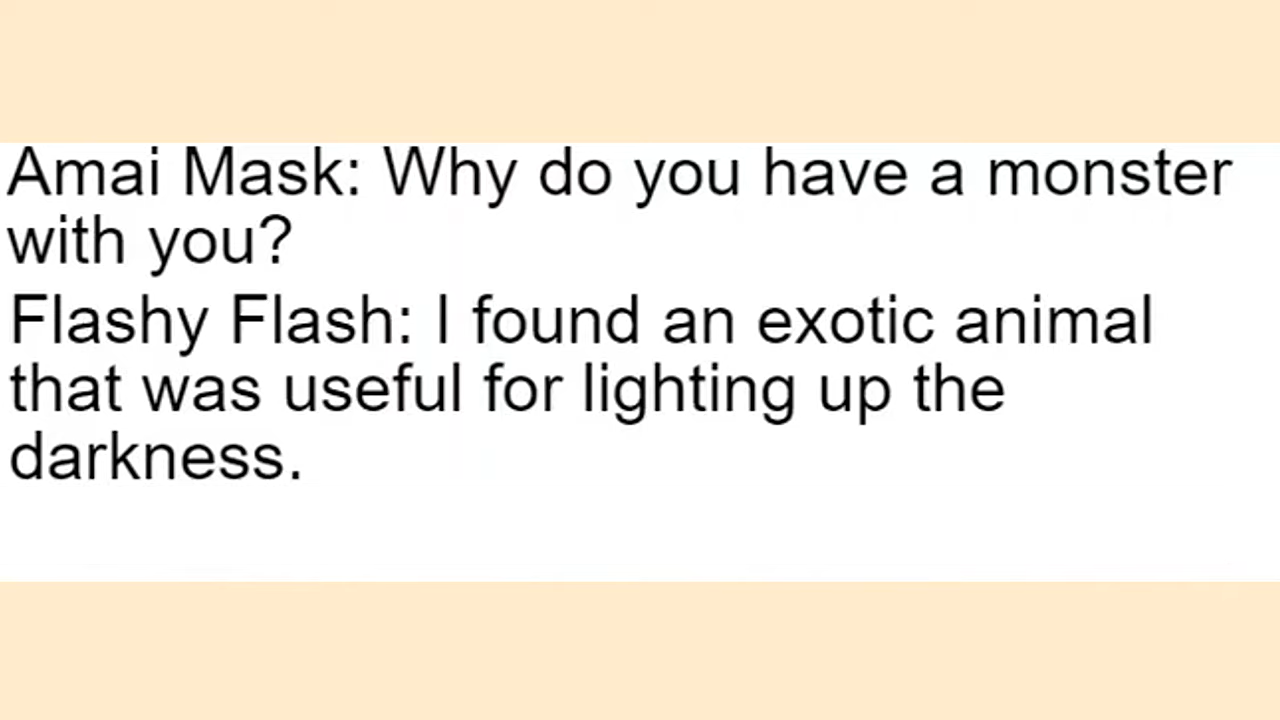 Amai Mask: Why do you have a monster
with you?
Flashy Flash: I found an exotic animal
that was useful for lighting up the
darkness.